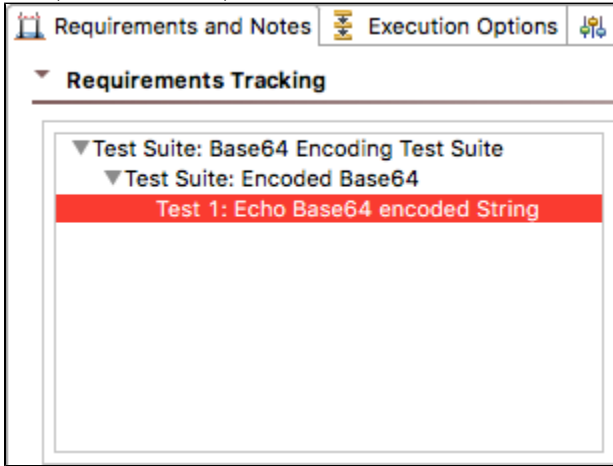 Requirements and Notes Execution Options
Requirements Tracking
Test Suite: Base64 Encoding Test Suite
Test Suite: Encoded Base64
Test 1: Echo Base64 encoded String